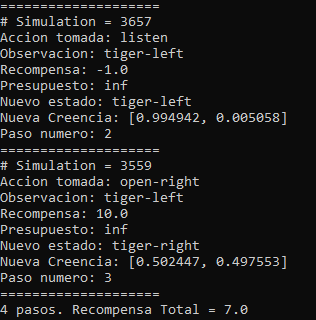 ====================
# Simulation = 3657
Accion tomada: listen
Observacion: tiger-left
Recompensa: -1.0
Presupuesto: inf
Nuevo estado: tiger-left
Nueva Creencia: [0.994942, 0.005058]
Paso numero: 2
====================
# Simulation = 3559
Accion tomada: open-right
Observacion: tiger-left
Recompensa: 10.0
Presupuesto: inf
Nuevo estado: tiger-right
Nueva Creencia: [0.502447, 0.497553]
Paso numero: 3
====================
4 pasos. Recompensa Total = 7.0